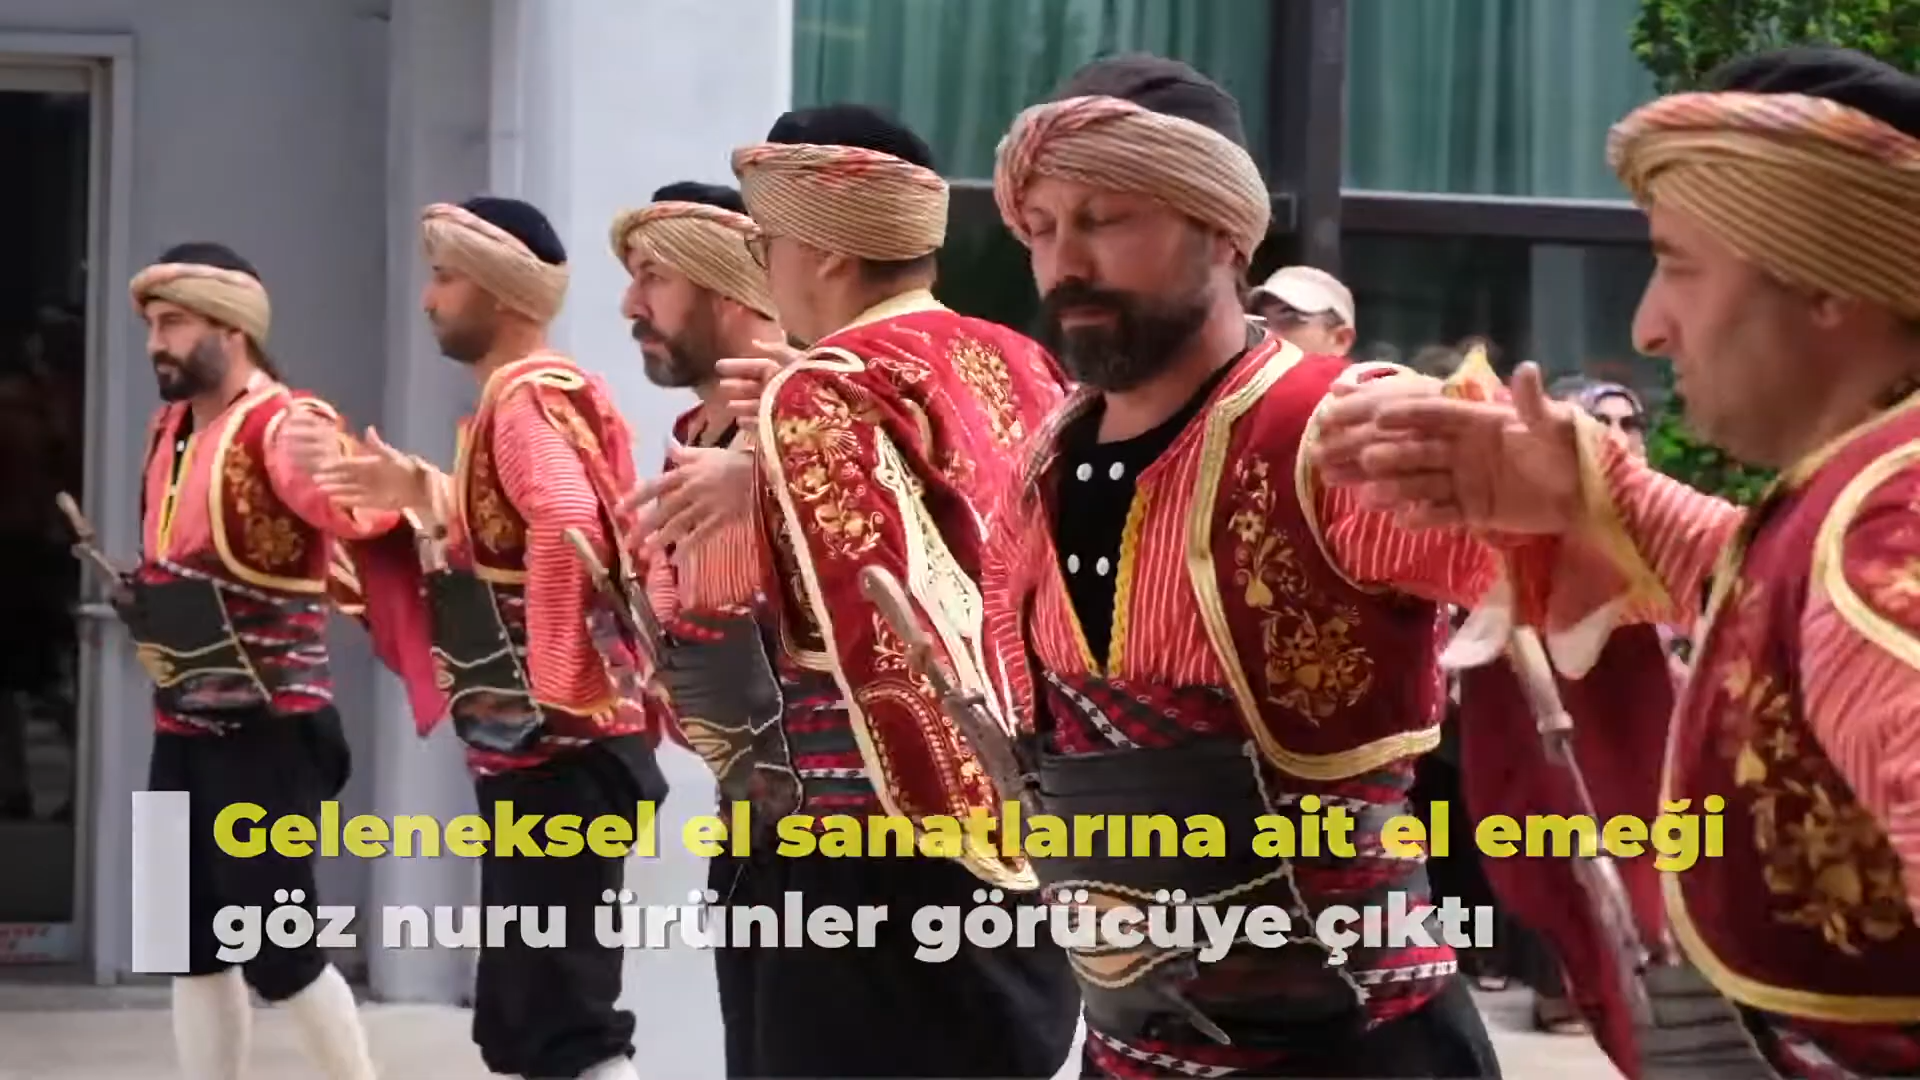 Geleneksel el sanatlarına ait el emeği
göz nuru ürünler görücüye çıktı